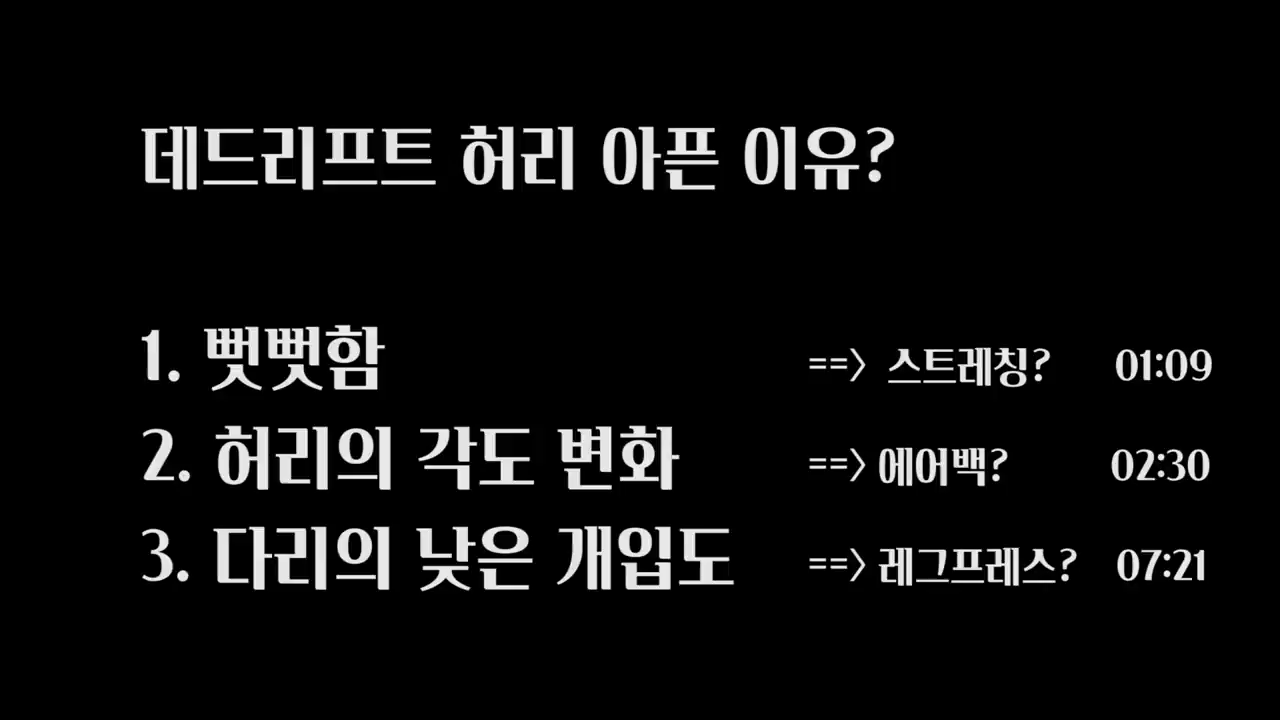 데드리프트 허리 아픈 이유?
1. 뻣뻣함 ==> 스트레칭? 01:09
2. 허리의 각도 변화 ==> 에어백? 02:30
3. 다리의 낮은 개입도 ==> 레그프레스? 07:21